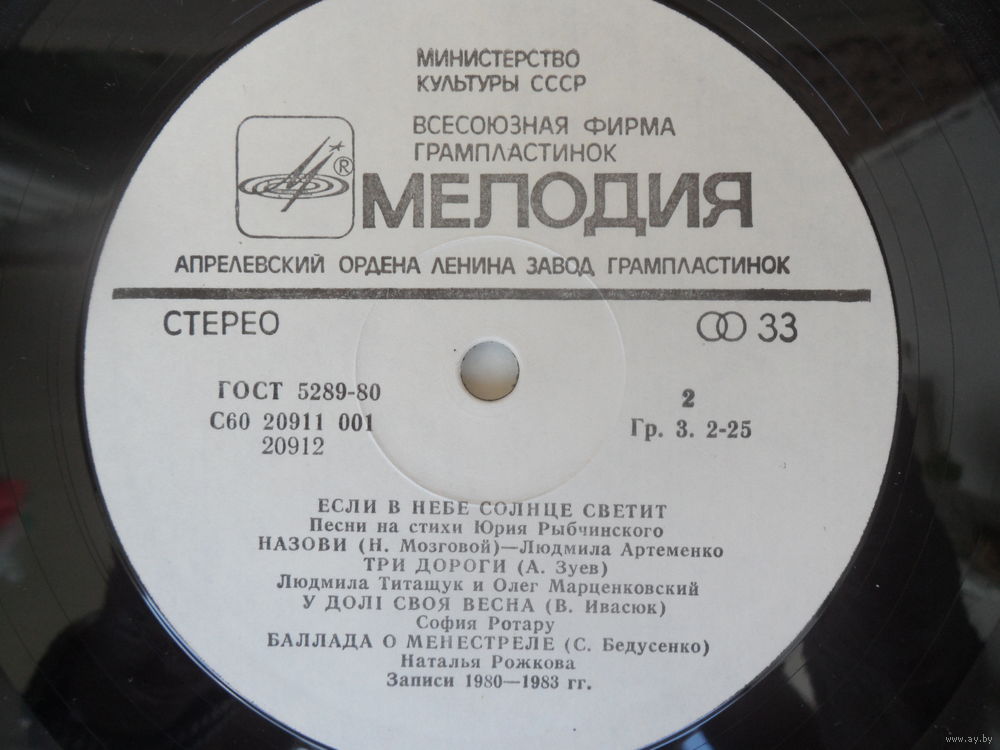 МИНИСТЕРСТВО
КУЛЬТУРЫ СССР
ВСЕСОЮЗНАЯ ФИРМА
ГРАМПЛАСТИНОК
®
МЕЛОДИЯ
АПРЕЛЕВСКИЙ ОРДЕНА ЛЕНИНА ЗАВОД ГРАМПЛАСТИНОК
СТЕРЕО 33
ГОСТ 5289-80 2
С60 20911 001 Гр. 3. 2-25
20912
ЕСЛИ В НЕБЕ СОЛНЦЕ СВЕТИТ
Песни на стихи Юрия Рыбчинского
НАЗОВИ (Н. Мозговой)—Людмила Артеменко
ТРИ ДОРОГИ (А. Зуев)
Людмила Титащук и Олег Марценковский
У ДОЛІ СВОЯ ВЕСНА (В. Ивасюк)
София Ротару
БАЛЛАДА О МЕНЕСТРЕЛЕ (С. Бедусенко)
Наталья Рожкова
Записи 1980—1983 гг.
www.ay.by